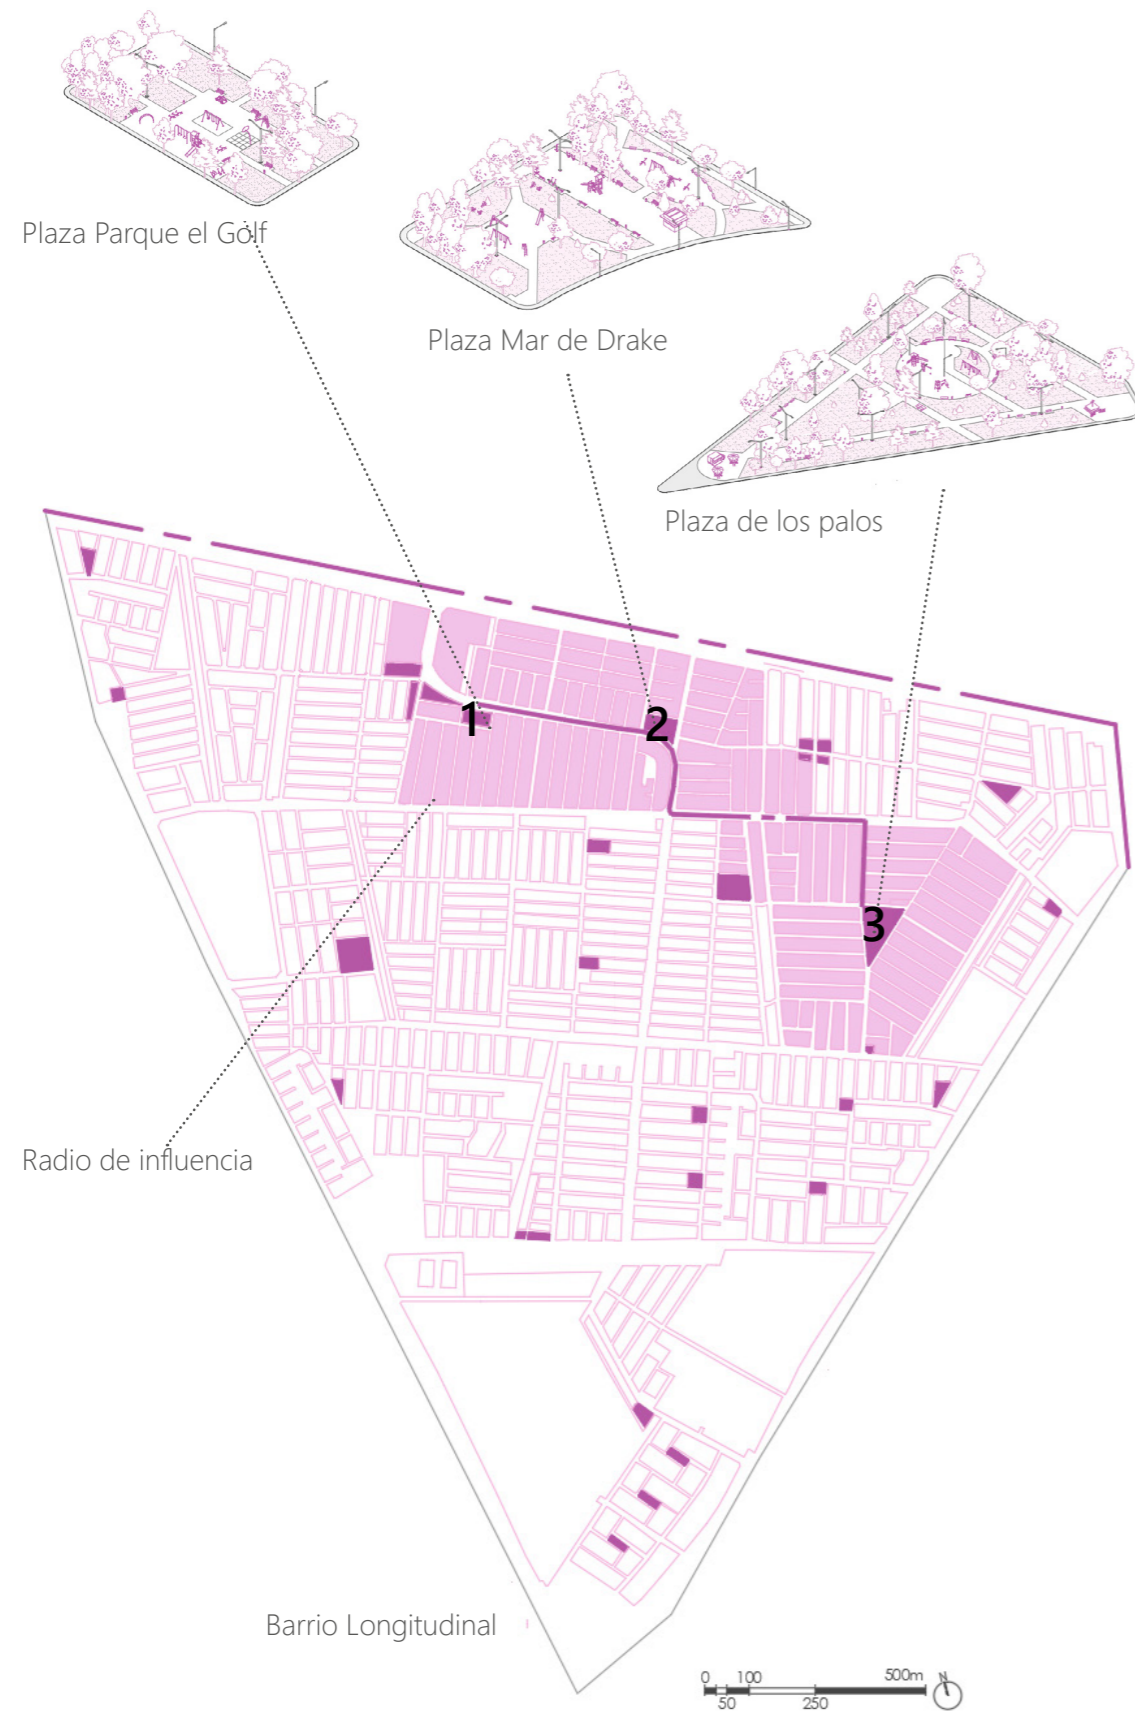 Plaza Parque el Golf
Plaza Mar de Drake
Plaza de los palos
1
2
3
Radio de influencia
Barrio Longitudinal
0 100 500m N
50 250